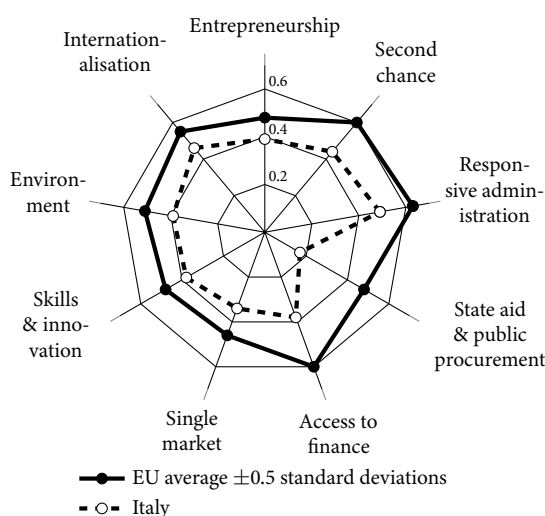 Entrepreneurship
Internation-
alisation
Second
chance
0.6
0.4
0.2
Environ-
ment
Respon-
sive admin-
istration
Skills
& inno-
vation
State aid
& public
procurement
Single
market
Access to
finance
EU average ±0.5 standard deviations
Italy